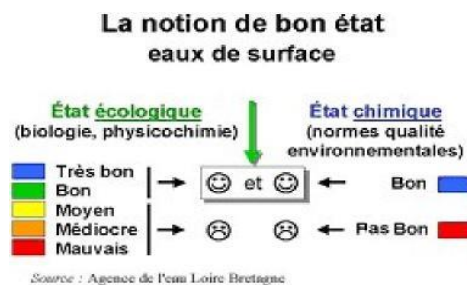 La notion de bon état
eaux de surface
État écologique
(biologie, physicochimie)
État chimique
(normes qualité
environnementales)
Très bon
Bon
Moyen
Médiocre
Mauvais
et
Bon
Pas Bon
Source : Agence de l'eau Loire Bretagne